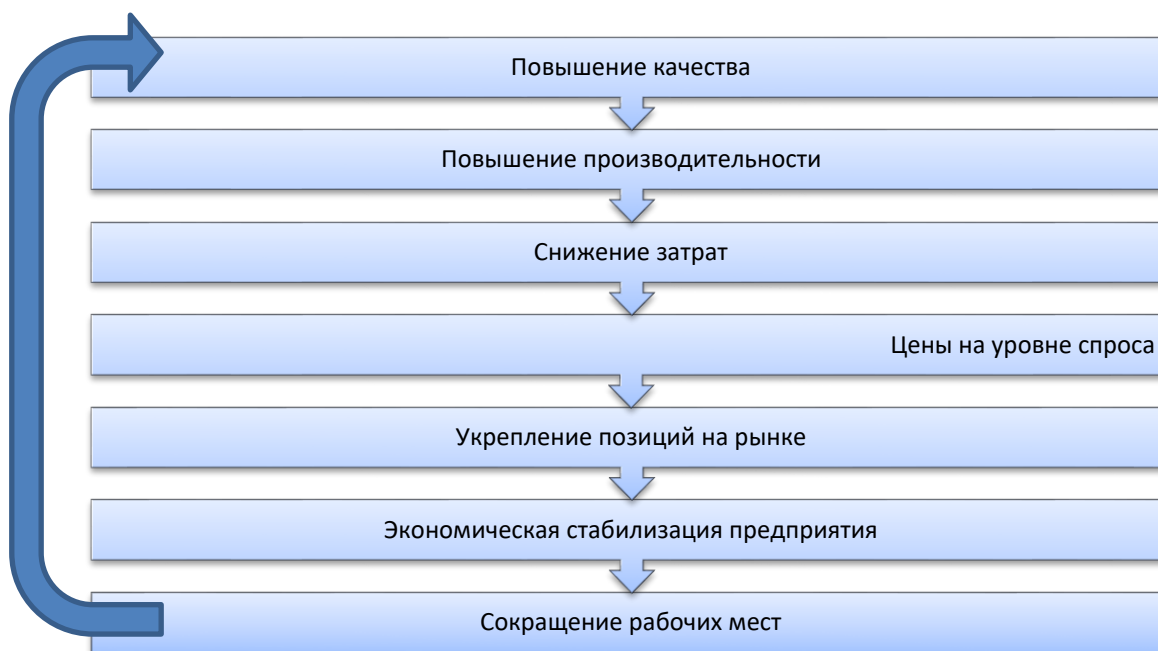 Повышение качества
Повышение производительности
Снижение затрат
Цены на уровне спроса
Укрепление позиций на рынке
Экономическая стабилизация предприятия
Сокращение рабочих мест